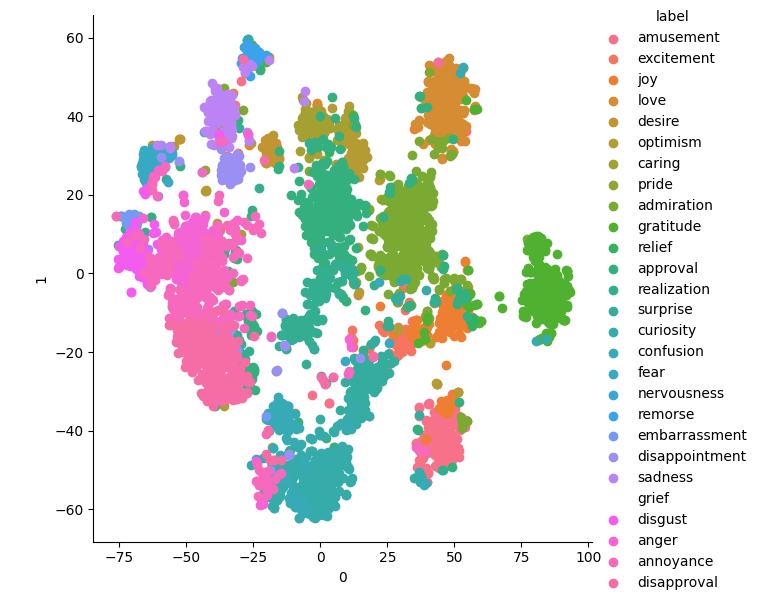 label
amusement
excitement
joy
love
desire
optimism
caring
pride
admiration
gratitude
relief
approval
realization
surprise
curiosity
confusion
fear
nervousness
remorse
embarrassment
disappointment
sadness
grief
disgust
anger
annoyance
disapproval
60
40
20
0
−20
−40
−60
1
−75 −50 −25 0 25 50 75 100
0